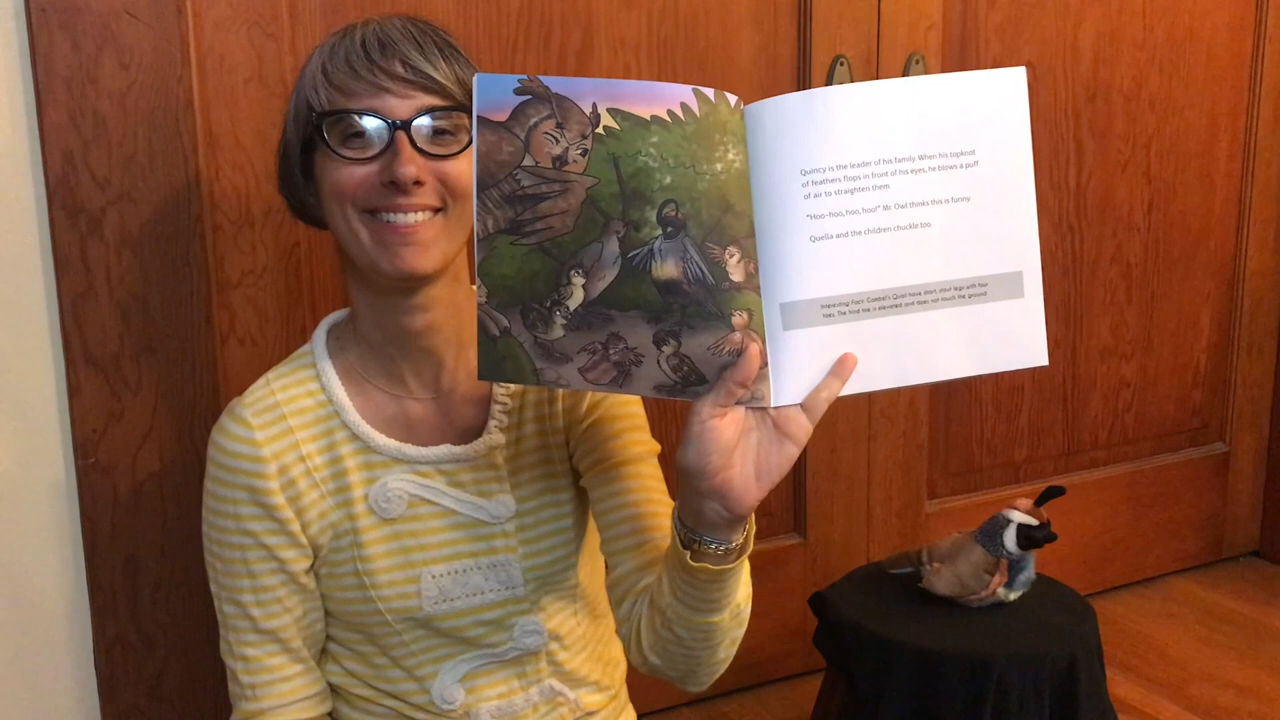 Quincy is the leader of his family. When his topknot
of feathers flops in front of his eyes, he blows a puff
of air to straighten them.
"Hoo-hoo, hoo, hoo!" Mr. Owl thinks this is funny
Quella and the children chuckle too.
Interesting Fact: Gambel's Quail have short, stout legs with four
toes. The hind toe is elevated and does not touch the ground